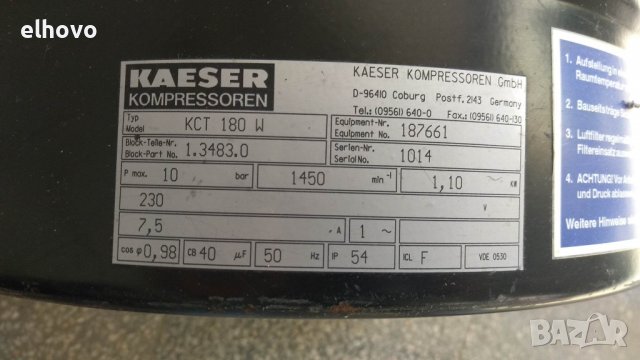 elhovo
KAESER
KOMPRESSOREN
KAESER KOMPRESSOREN GmbH
D-96410 Coburg Postf. 2143 Germany
Tel.: (09561) 640-0 Fax.: (09561) 640-130
Typ
Model KCT 180 W
Equipment-Nr.
Equipment No. 187661
Block-Teile-Nr.
Block-Part No. 1.3483.0
Serien-Nr.
Serial No. 1014
P max. 10 bar 1450 min⁻¹ 1,10 KW
230 V
7,5 A 1 ~
cos φ 0,98 CB 40 µF 50 Hz IP 54 ICL F VDE 0530
1. Aufstellung in
Raumtemperatur
2. Bauseits
3. Luftfilter
Filtereinsatz
4. ACHTUNG! Vor
und Druck
Weitere Hinweise
BAZAR